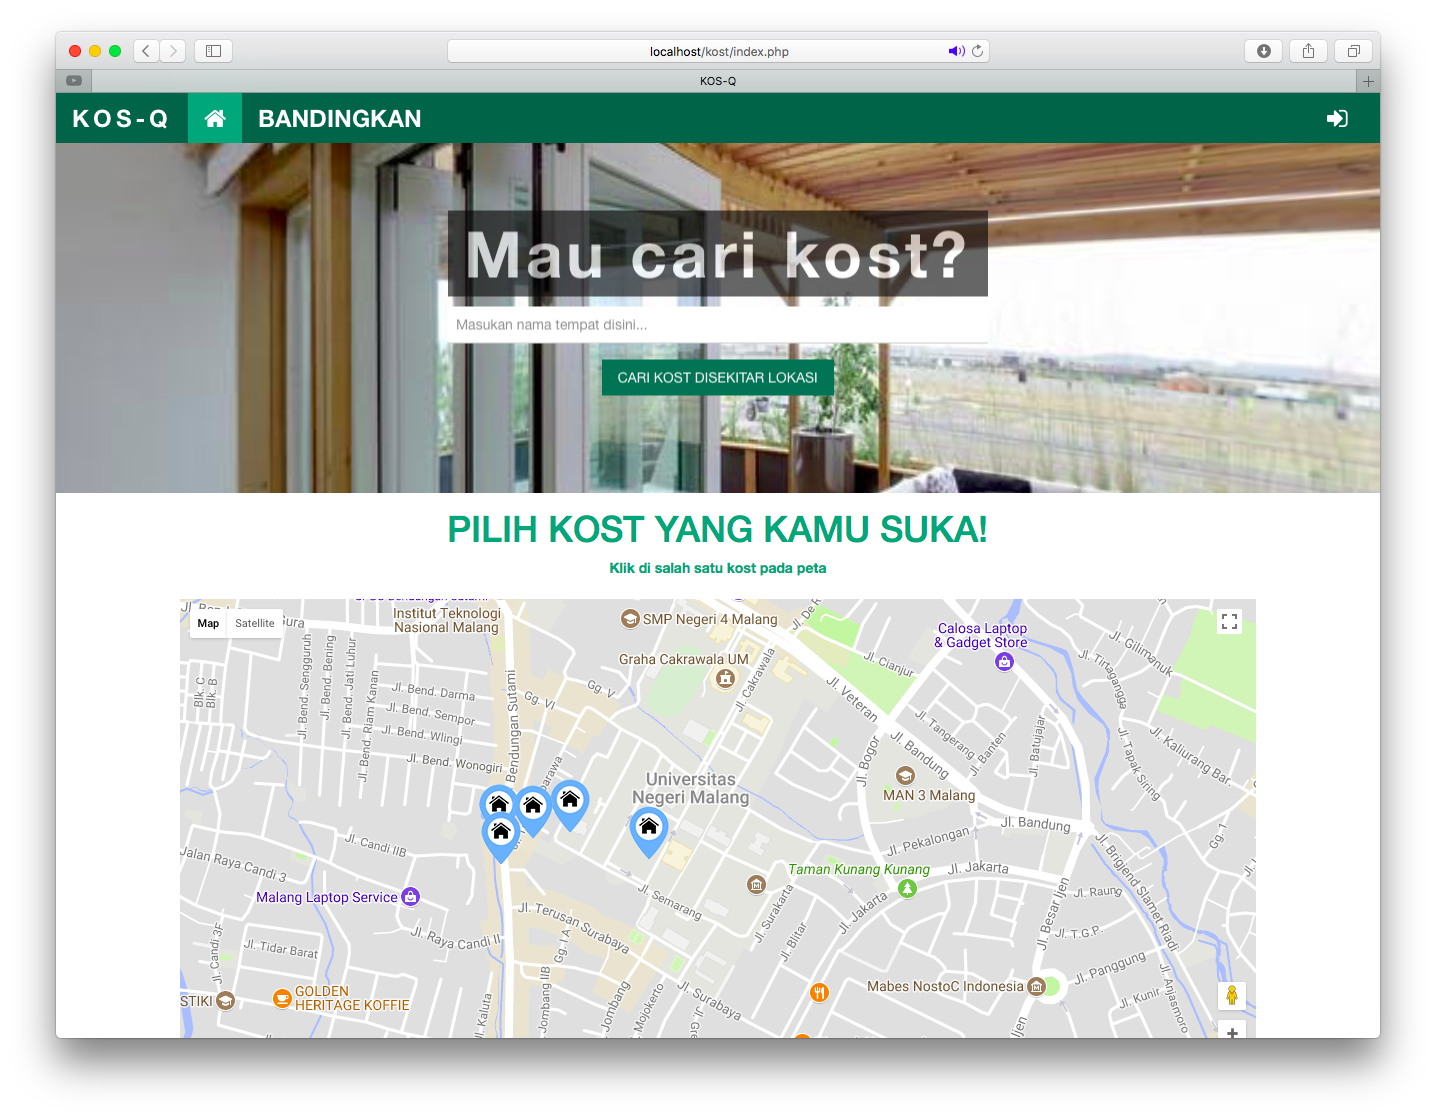 localhost/kost/index.php
KOS-Q
KOS-Q
BANDINGKAN
Mau cari kost?
Masukan nama tempat disini...
CARI KOST DISEKITAR LOKASI
PILIH KOST YANG KAMU SUKA!
Klik di salah satu kost pada peta
Map
Satellite
Institut Teknologi
Nasional Malang
SMP Negeri 4 Malang
Calosa Laptop
& Gadget Store
Graha Cakrawala UM
Jl. Cakrawala
Jl. Cianjur
Jl. Tirtagangga
Jl. Gilimanuk
Blk. C
Blk. B
Jl. Bend. Sengguruh
Jl. Bend. Bening
Jl. Bend. Jati Luhur
Jl. Bend. Riam Kanan
Jl. Bend. Darma
Jl. Bend. Sempor
Jl. Bend. Wlingi
Jl. Bend. Wonogiri
Bendungan Sutami
Gg. VI
Gg. V
Jl. Veteran
Jl. Bandung
Jl. Tangerang
Jl. Banten
Jl. Batujajar
Jl. Tapak Siring
Jl. Kaliurang Bar.
Jl. Bogor
Universitas
Negeri Malang
MAN 3 Malang
Jl. Bandung
Jl. Pekalongan
Gg. 1
Jalan Raya Candi 3
Jl. Candi IIB
Taman Kunang Kunang
Jl. Jakarta
Jl. Raung
Jl. Brigjend Slamet Riadi
Malang Laptop Service
Jl. Semarang
Jl. Surakarta
Jl. Jakarta
Jl. Besar Ijen
Jl. Terusan Surabaya
Jl. Blitar
Jl. T.G.P.
Jl. Candi 3F
Jl. Tidar Barat
Jl. Raya Candi II
Gg. I A
Jl. Panggung
STIKI
GOLDEN
HERITAGE KOFFIE
Jl. Kaluta
Jl. Jombang IIB
Jl. Jombang
Jl. Mojokerto
Jl. Surabaya
Mabes NostoC Indonesia
Jl. Kunir
Jl. Anjasmoro